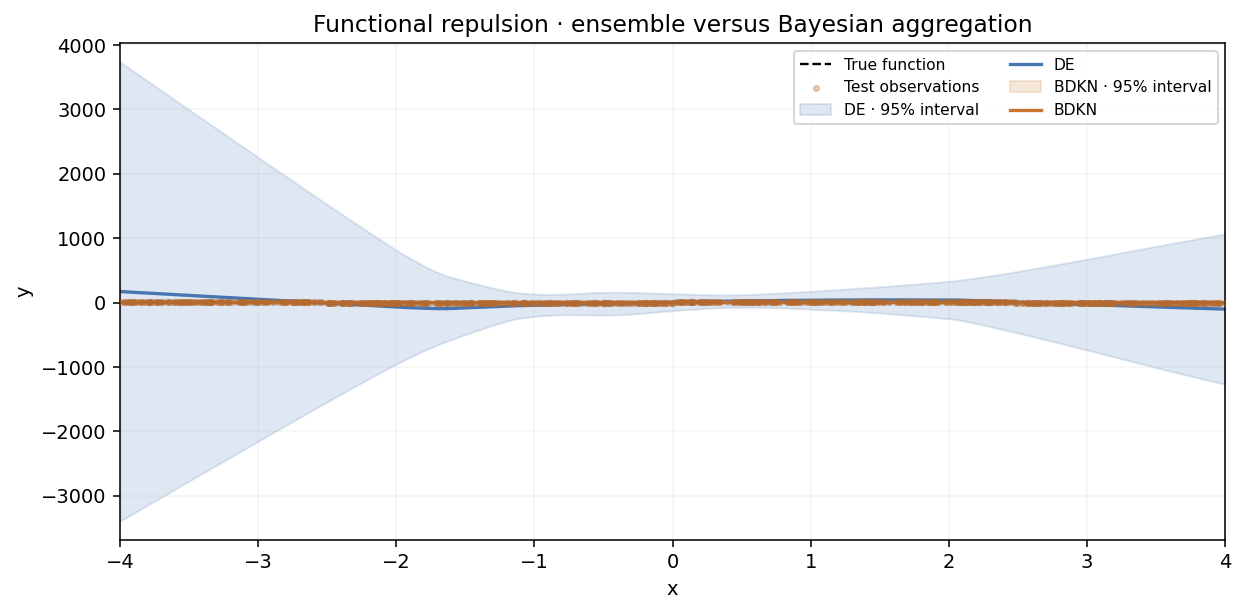 Functional repulsion · ensemble versus Bayesian aggregation
True function
Test observations
DE · 95% interval
DE
BDKN · 95% interval
BDKN
4000
3000
2000
1000
0
−1000
−2000
−3000
y
−4 −3 −2 −1 0 1 2 3 4
x